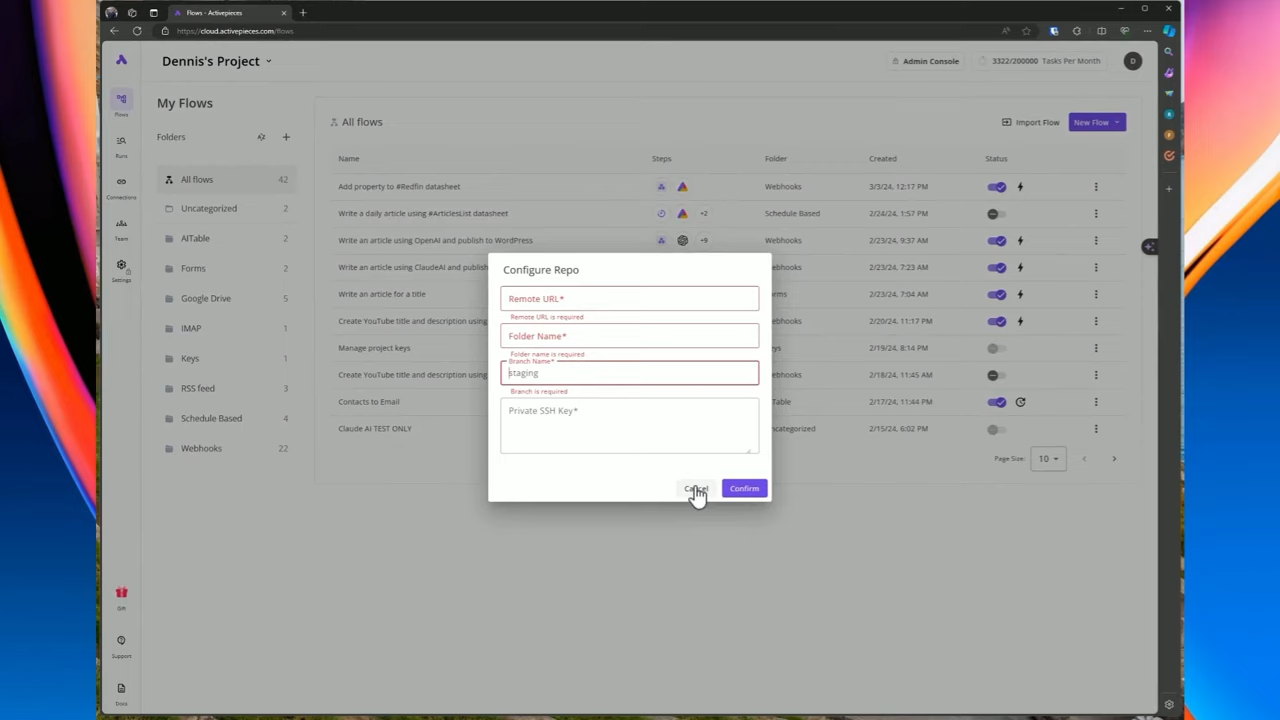 Flows - Activepieces
https://cloud.activepieces.com/flows
Dennis's Project
Admin Console
3322/200000 Tasks Per Month
D
Flows
Runs
Connections
Team
Settings
Gift
Support
Docs
My Flows
Folders
All flows 42
Uncategorized 2
AITable 2
Forms 2
Google Drive 5
IMAP 1
Keys 1
RSS feed 3
Schedule Based 4
Webhooks 22
All flows
Import Flow
New Flow
Name Steps Folder Created Status
Add property to #Redfin datasheet Webhooks 3/3/24, 12:17 PM
Write a daily article using #ArticlesList datasheet +2 Schedule Based 2/24/24, 1:57 PM
Write an article using OpenAI and publish to WordPress +9 Webhooks 2/23/24, 9:37 AM
Write an article using ClaudeAI and publish Webhooks 2/23/24, 7:23 AM
Write an article for a title orms 2/23/24, 7:04 AM
Create YouTube title and description using Webhooks 2/20/24, 11:17 PM
Manage project keys eys 2/19/24, 8:14 PM
Create YouTube title and description using Webhooks 2/18/24, 11:45 AM
Contacts to Email Table 2/17/24, 11:44 PM
Claude AI TEST ONLY ncategorized 2/15/24, 6:02 PM
Page Size: 10
Configure Repo
Remote URL*
Remote URL is required
Folder Name*
Folder name is required
Branch Name*
staging
Branch is required
Private SSH Key*
Cancel
Confirm